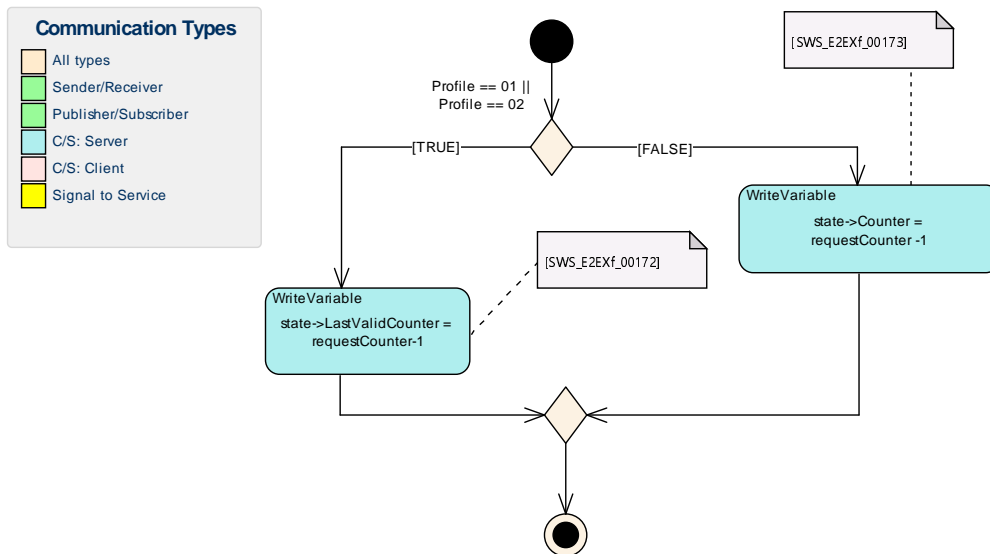 Communication Types
All types
Sender/Receiver
Publisher/Subscriber
C/S: Server
C/S: Client
Signal to Service
[SWS_E2EXf_00173]
Profile == 01 ||
Profile == 02
[TRUE]
[FALSE]
WriteVariable
state->Counter =
requestCounter -1
[SWS_E2EXf_00172]
WriteVariable
state->LastValidCounter =
requestCounter-1